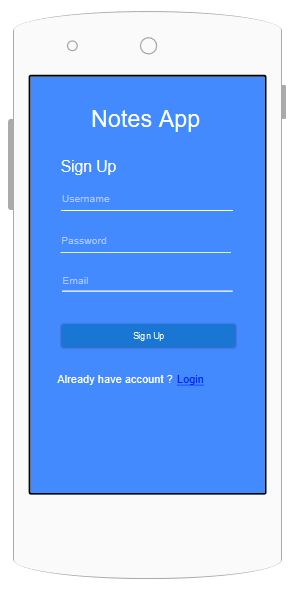 Notes App
Sign Up
Username
Password
Email
Sign Up
Already have account ? Login